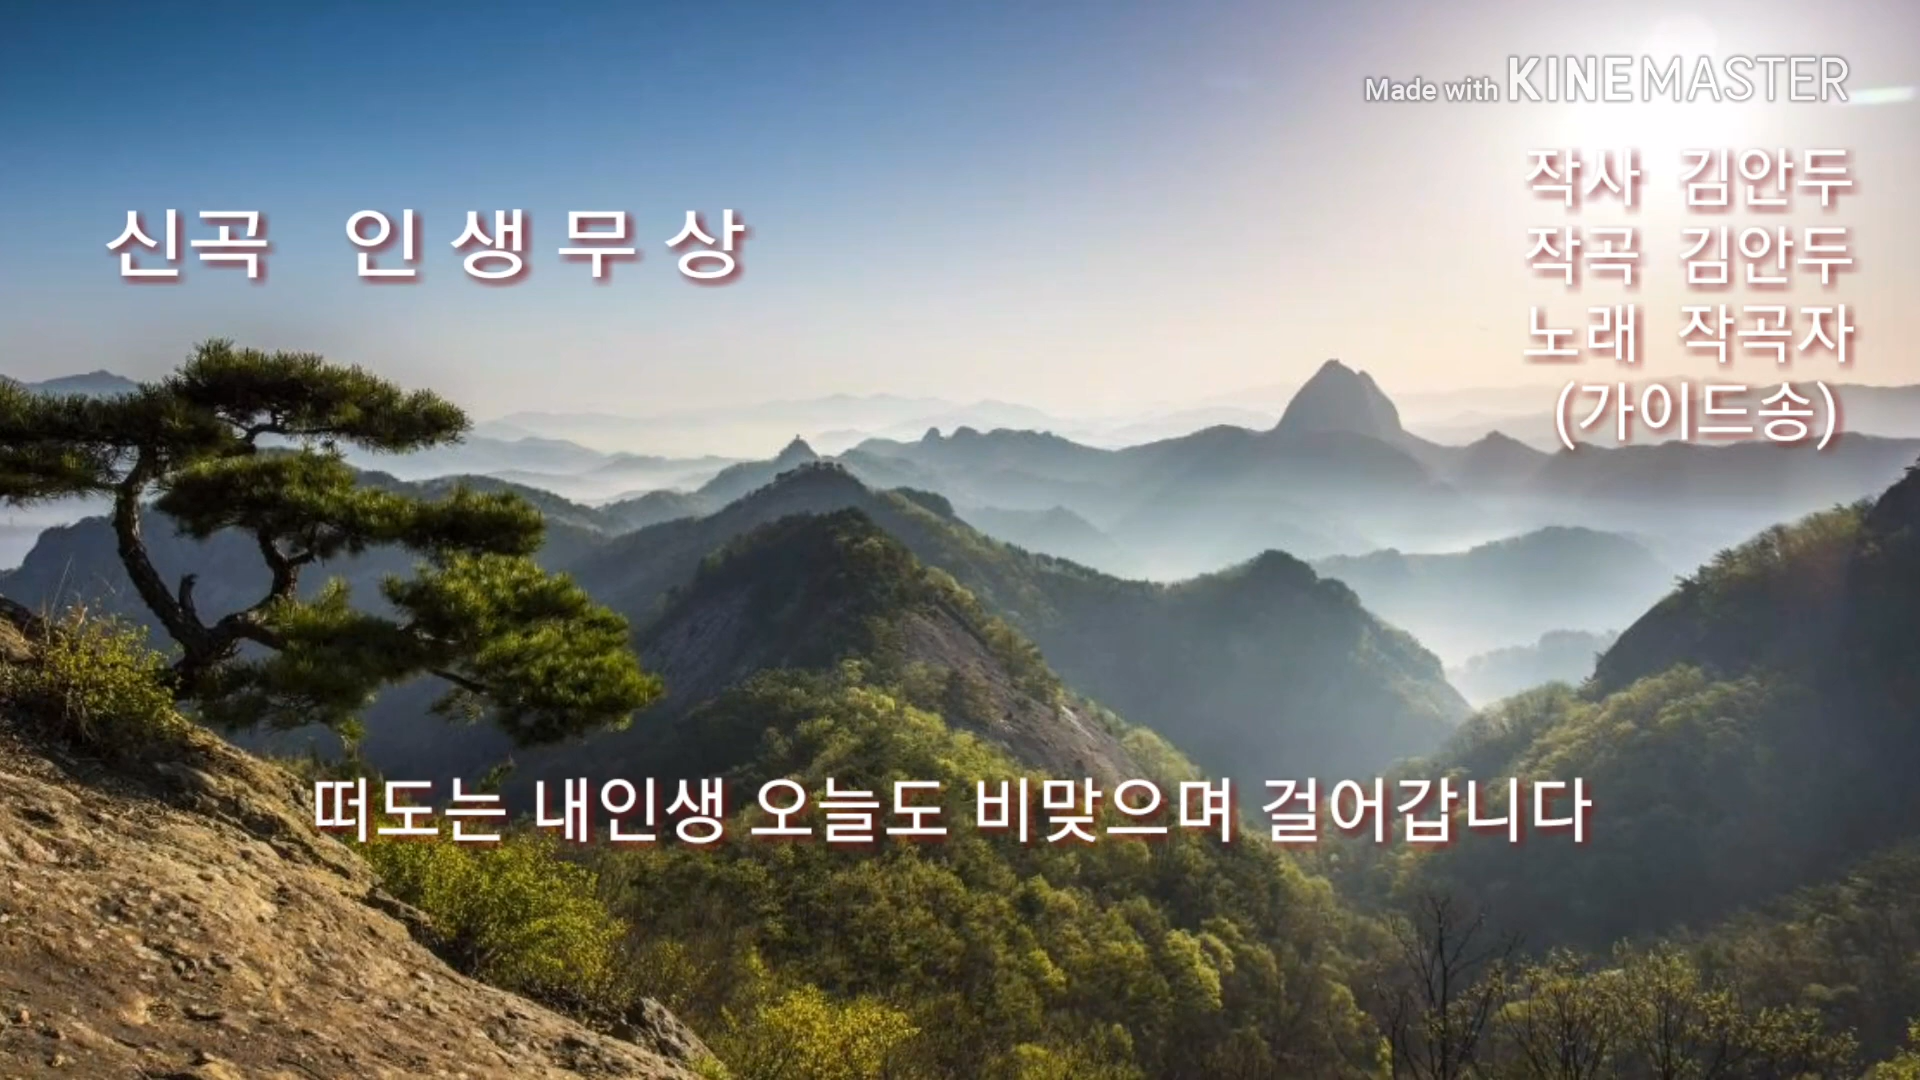 Made with KINEMASTER
신곡 인 생 무 상
작사 김안두
작곡 김안두
노래 작곡자
(가이드송)
떠도는 내인생 오늘도 비맞으며 걸어갑니다